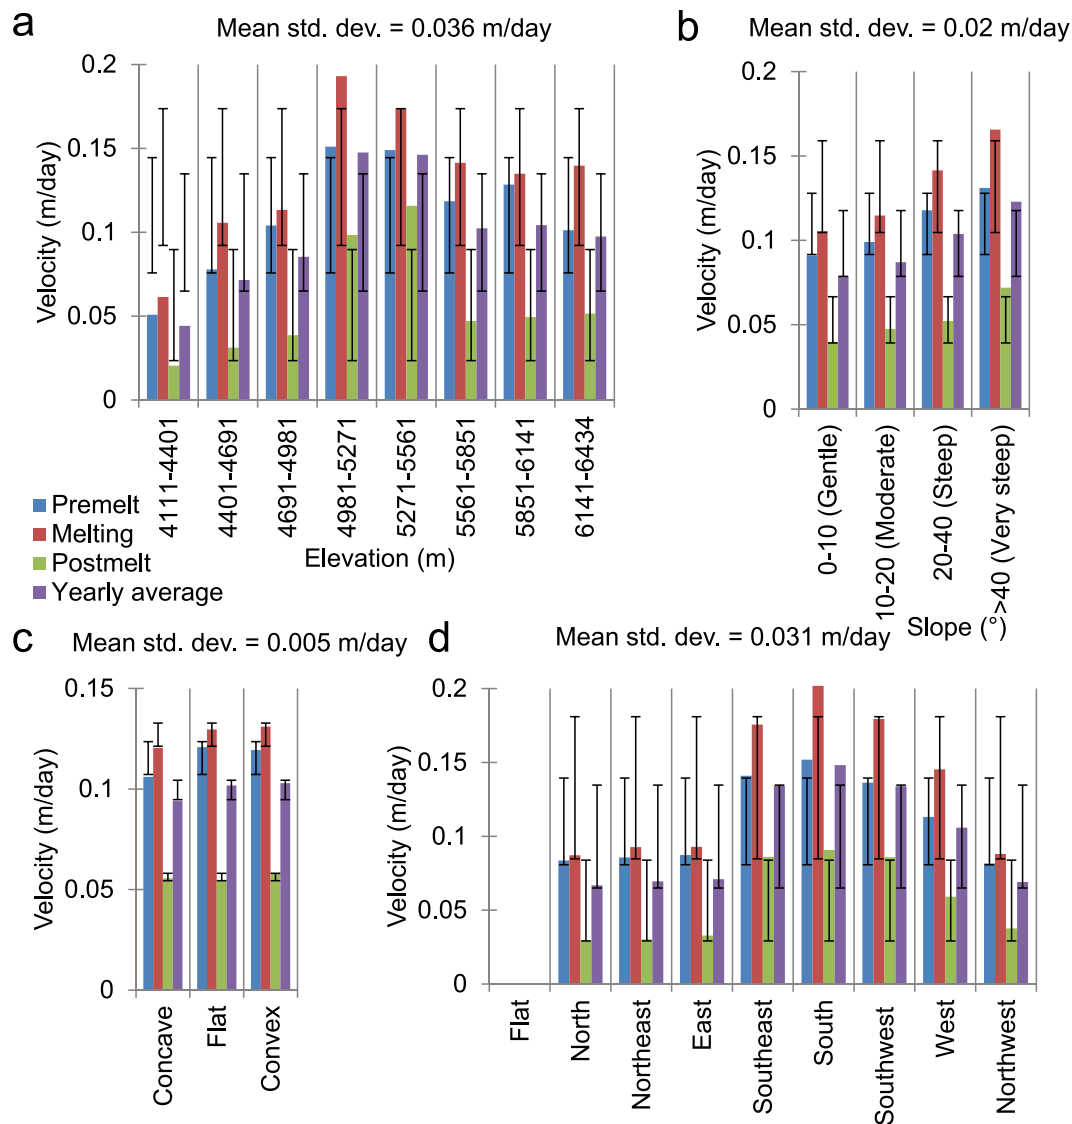 a
Mean std. dev. = 0.036 m/day
Velocity (m/day)
0.2
0.15
0.1
0.05
0
4111-4401
4401-4691
4691-4981
4981-5271
5271-5561
5561-5851
5851-6141
6141-6434
Elevation (m)
Premelt
Melting
Postmelt
Yearly average
b
Mean std. dev. = 0.02 m/day
Velocity (m/day)
0.2
0.15
0.1
0.05
0
0-10 (Gentle)
10-20 (Moderate)
20-40 (Steep)
>40 (Very steep)
Slope (°)
c
Mean std. dev. = 0.005 m/day
Velocity (m/day)
0.15
0.1
0.05
0
Concave
Flat
Convex
d
Mean std. dev. = 0.031 m/day
Velocity (m/day)
0.2
0.15
0.1
0.05
0
Flat
North
Northeast
East
Southeast
South
Southwest
West
Northwest